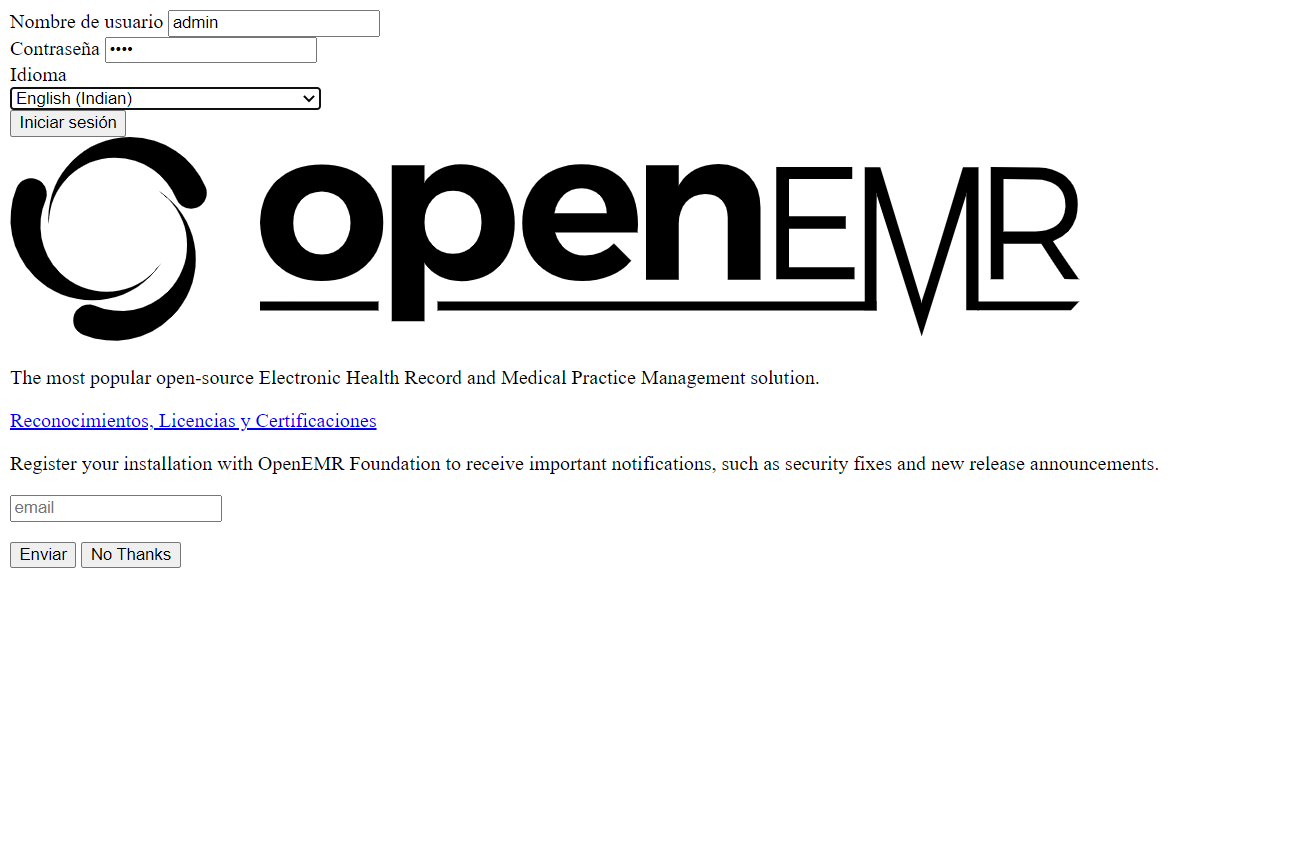 Nombre de usuario admin
Contraseña ••••
Idioma
English (Indian)
Iniciar sesión
openEMR
The most popular open-source Electronic Health Record and Medical Practice Management solution.
Reconocimientos, Licencias y Certificaciones
Register your installation with OpenEMR Foundation to receive important notifications, such as security fixes and new release announcements.
email
Enviar No Thanks